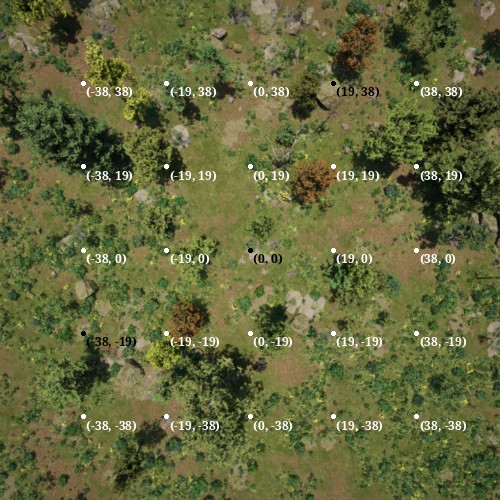 (-38, 38) (-19, 38) (0, 38) (19, 38) (38, 38)
(-38, 19) (-19, 19) (0, 19) (19, 19) (38, 19)
(-38, 0) (-19, 0) (0, 0) (19, 0) (38, 0)
(-38, -19) (-19, -19) (0, -19) (19, -19) (38, -19)
(-38, -38) (-19, -38) (0, -38) (19, -38) (38, -38)